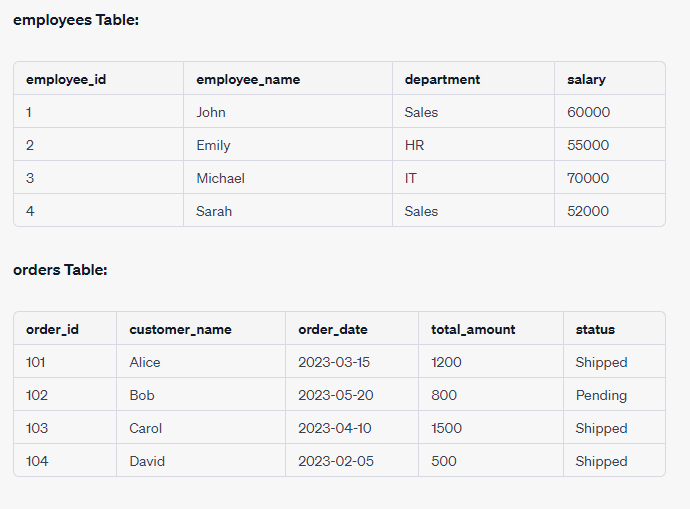 employees Table:
employee_id employee_name department salary
1 John Sales 60000
2 Emily HR 55000
3 Michael IT 70000
4 Sarah Sales 52000
orders Table:
order_id customer_name order_date total_amount status
101 Alice 2023-03-15 1200 Shipped
102 Bob 2023-05-20 800 Pending
103 Carol 2023-04-10 1500 Shipped
104 David 2023-02-05 500 Shipped